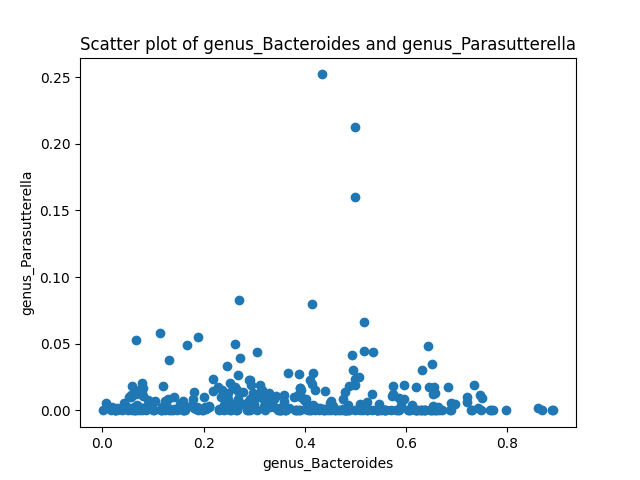 Scatter plot of genus_Bacteroides and genus_Parasutterella
0.25
0.20
0.15
0.10
0.05
0.00
genus_Parasutterella
0.0 0.2 0.4 0.6 0.8
genus_Bacteroides